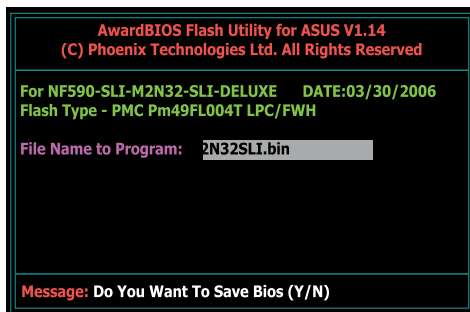 AwardBIOS Flash Utility for ASUS V1.14
(C) Phoenix Technologies Ltd. All Rights Reserved
For NF590-SLI-M2N32-SLI-DELUXE DATE:03/30/2006
Flash Type - PMC Pm49FL004T LPC/FWH
File Name to Program: 2N32SLI.bin
Message: Do You Want To Save Bios (Y/N)